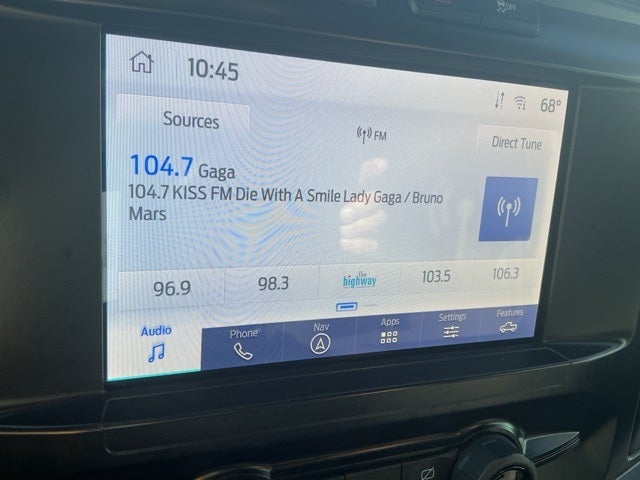 OFF
10:45
68°
Sources
FM
Direct Tune
104.7 Gaga
104.7 KISS FM Die With A Smile Lady Gaga / Bruno
Mars
96.9
98.3
the
highway
103.5
106.3
Audio
Phone
Nav
Apps
Settings
Features